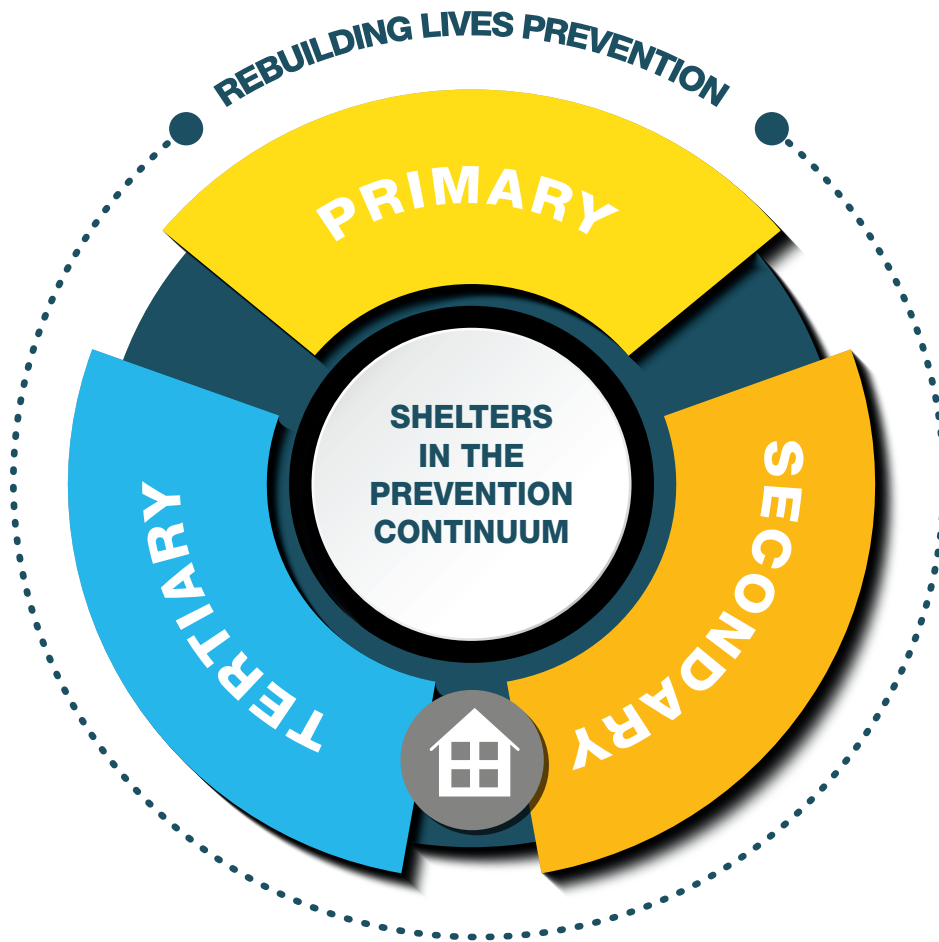 REBUILDING LIVES PREVENTION
PRIMARY
SHELTERS
IN THE
PREVENTION
CONTINUUM
SECONDARY
TERTIARY